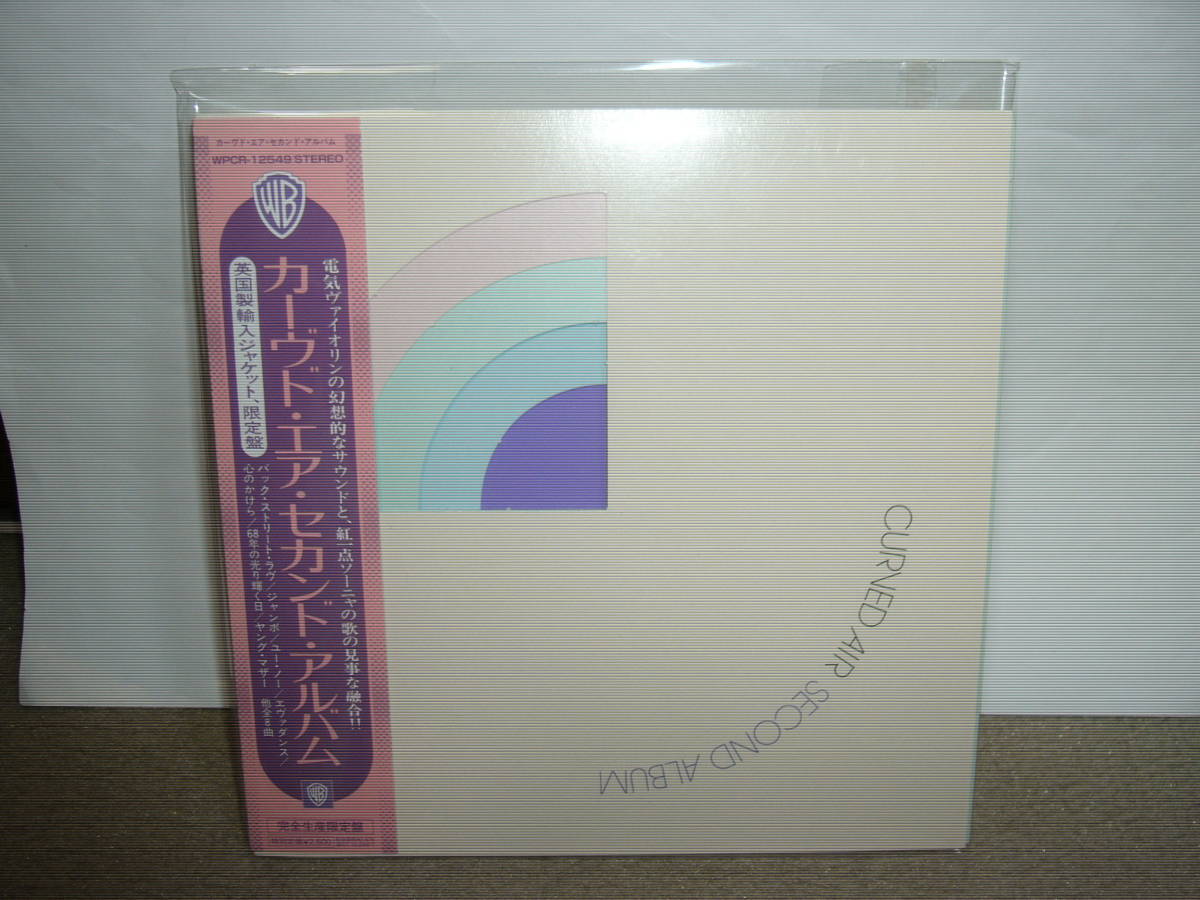 カーヴド・エア・セカンド・アルバム
WPCR-12549 STEREO
WB
電気ヴァイオリンの幻想的なサウンドと、紅一点ソーニャの歌の見事な融合!!
カーヴド・エア・セカンド・アルバム
英国製輸入ジャケット、限定盤
バック・ストリート・ラヴ/ジャンボ/ユー・ノー/エヴァダンス/
心のかけら/68年の光り輝く日/ヤング・マザー 他全8曲
WB
完全生産限定盤
CURVED AIR SECOND ALBUM